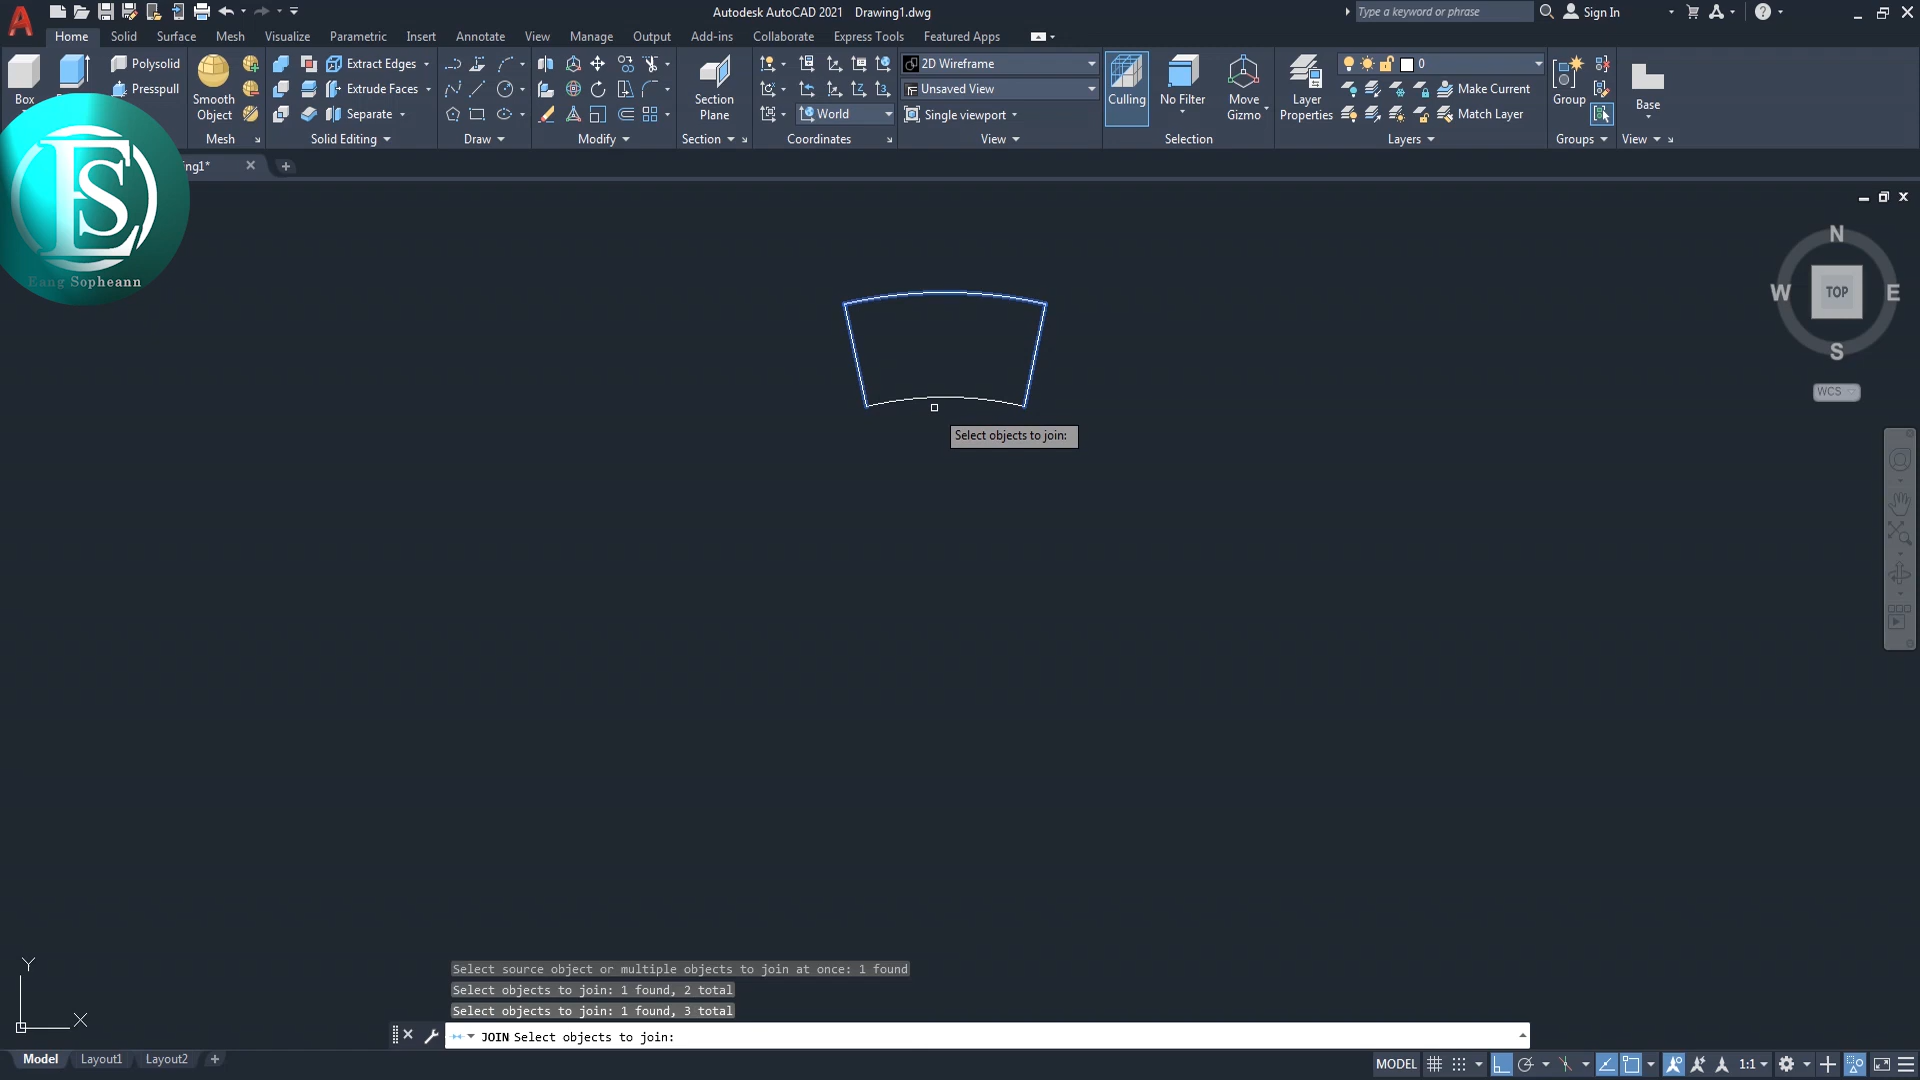 Autodesk AutoCAD 2021 Drawing1.dwg
Type a keyword or phrase
Sign In
Home Solid Surface Mesh Visualize Parametric Insert Annotate View Manage Output Add-ins Collaborate Express Tools Featured Apps
Box
Polysolid
Presspull
Smooth Object
Mesh
Extract Edges
Extrude Faces
Separate
Solid Editing
Draw
Modify
Section Plane
Section
World
Coordinates
2D Wireframe
Unsaved View
Single viewport
View
Culling
No Filter
Move Gizmo
Selection
Layer Properties
0
Make Current
Match Layer
Layers
Group
Groups
Base
View
ng1*
ES
Eang Sopheann
N
W TOP E
S
WCS
Select objects to join:
Y
X
Select source object or multiple objects to join at once: 1 found
Select objects to join: 1 found, 2 total
Select objects to join: 1 found, 3 total
JOIN Select objects to join:
Model Layout1 Layout2
MODEL 1:1